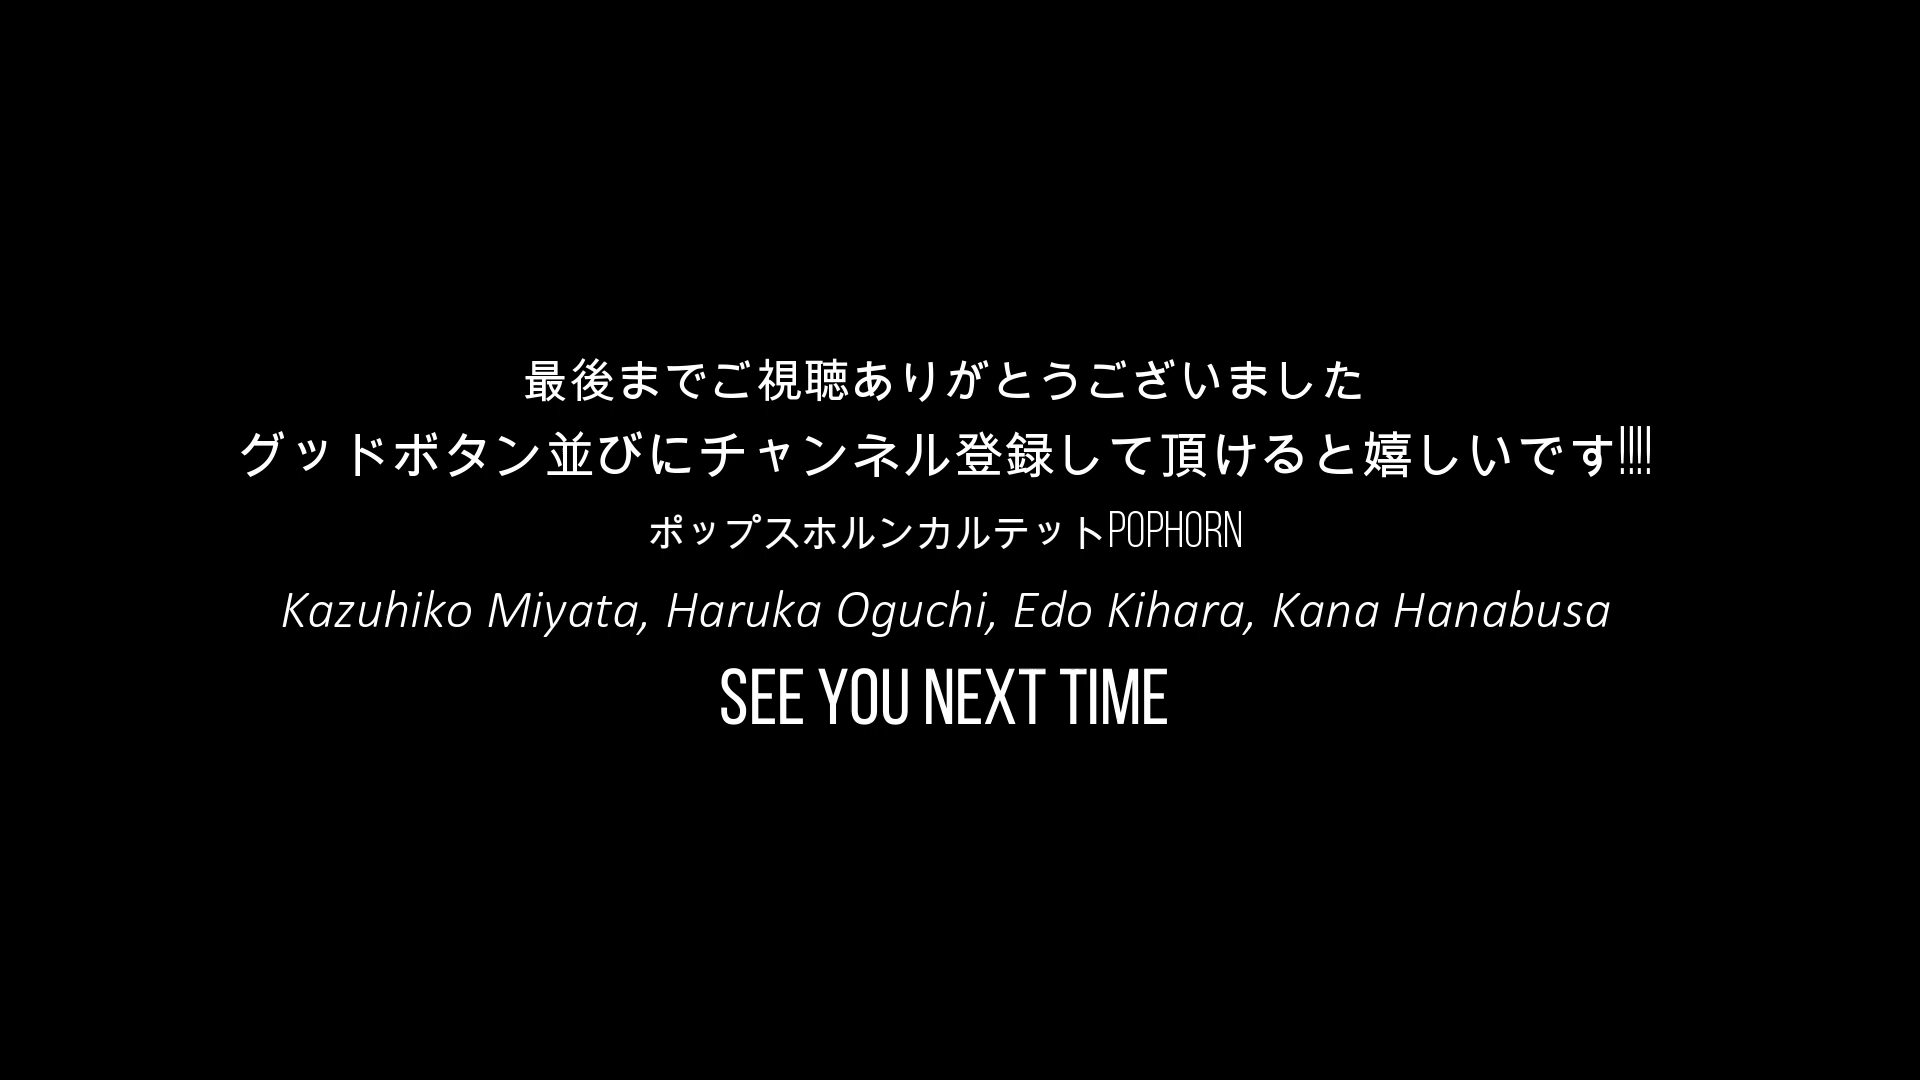 最後までご視聴ありがとうございました
グッドボタン並びにチャンネル登録して頂けると嬉しいです!!!!
ポップスホルンカルテットPOPHORN
Kazuhiko Miyata, Haruka Oguchi, Edo Kihara, Kana Hanabusa
SEE YOU NEXT TIME